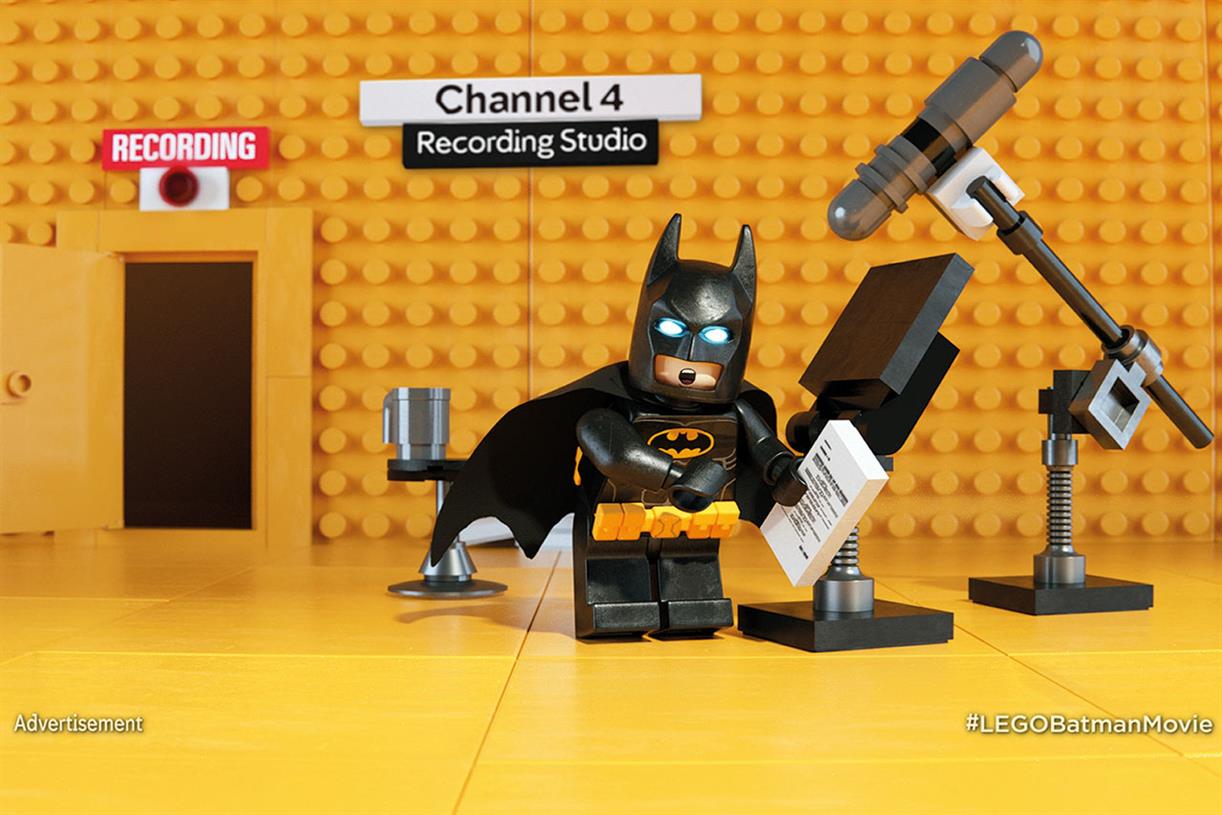 Channel 4
Recording Studio
RECORDING
Advertisement
#LEGOBatmanMovie